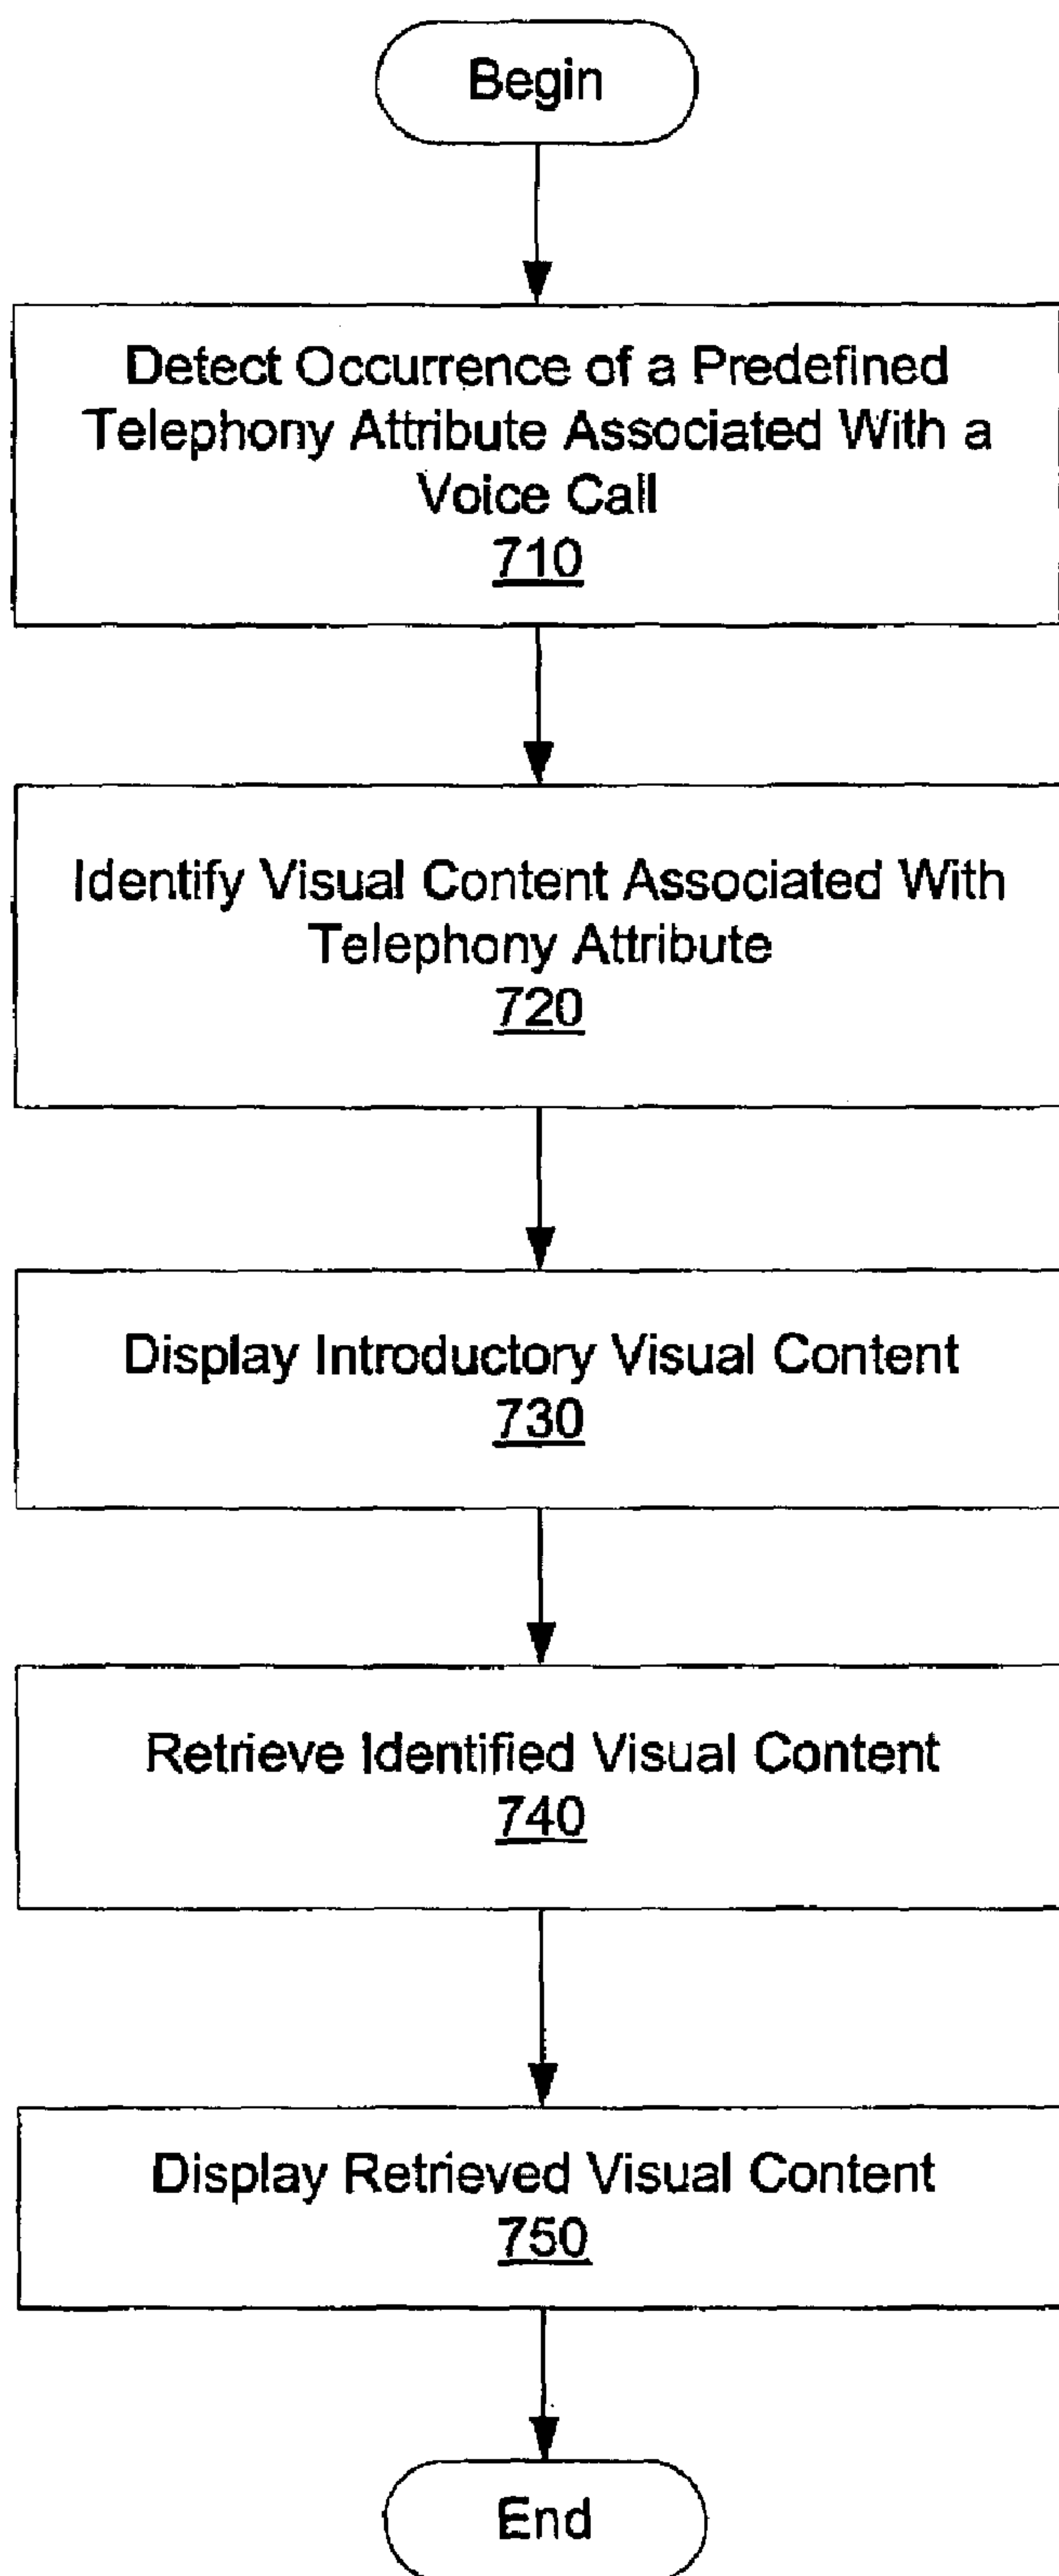 Begin
Detect Occurrence of a Predefined
Telephony Attribute Associated With a
Voice Call
710
Identify Visual Content Associated With
Telephony Attribute
720
Display Introductory Visual Content
730
Retrieve Identified Visual Content
740
Display Retrieved Visual Content
750
End